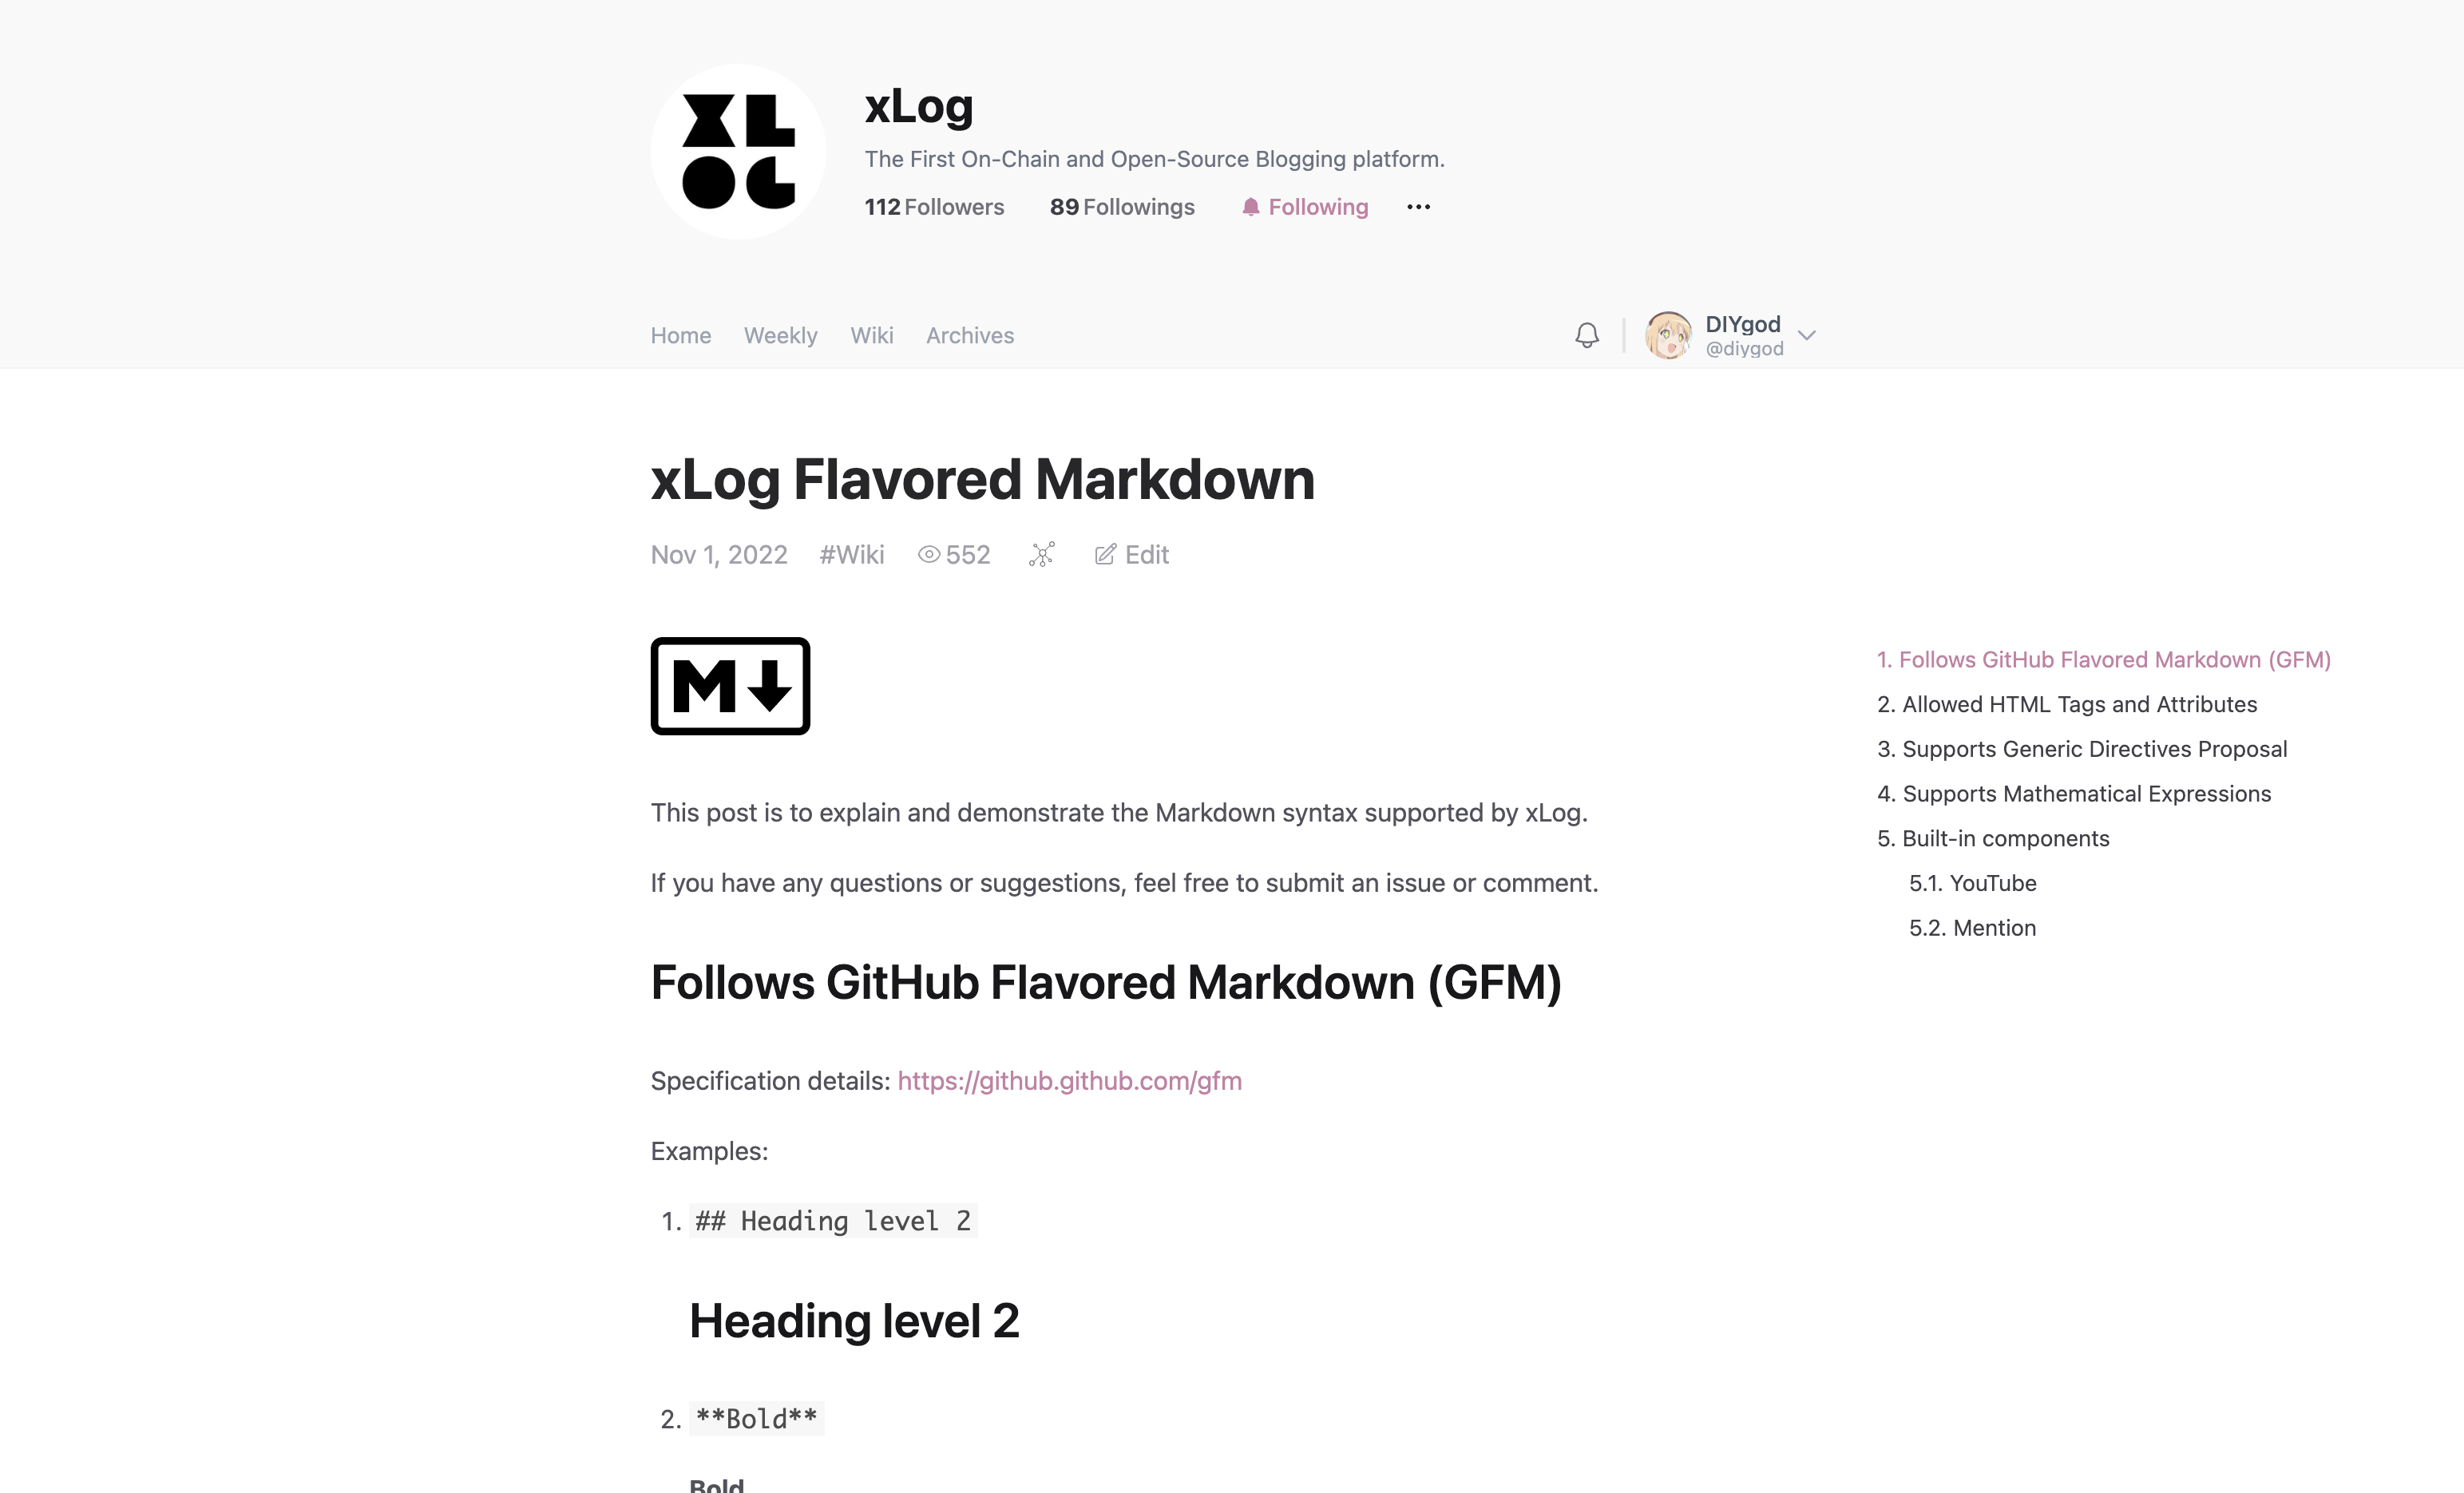 XL
OG
xLog
The First On-Chain and Open-Source Blogging platform.
112 Followers 89 Followings Following •••
Home Weekly Wiki Archives
DIYgod
@diygod
xLog Flavored Markdown
Nov 1, 2022 #Wiki 552 Edit
M
This post is to explain and demonstrate the Markdown syntax supported by xLog.
If you have any questions or suggestions, feel free to submit an issue or comment.
Follows GitHub Flavored Markdown (GFM)
Specification details: https://github.github.com/gfm
Examples:
1. ## Heading level 2
Heading level 2
2. **Bold**
Bold
1. Follows GitHub Flavored Markdown (GFM)
2. Allowed HTML Tags and Attributes
3. Supports Generic Directives Proposal
4. Supports Mathematical Expressions
5. Built-in components
5.1. YouTube
5.2. Mention